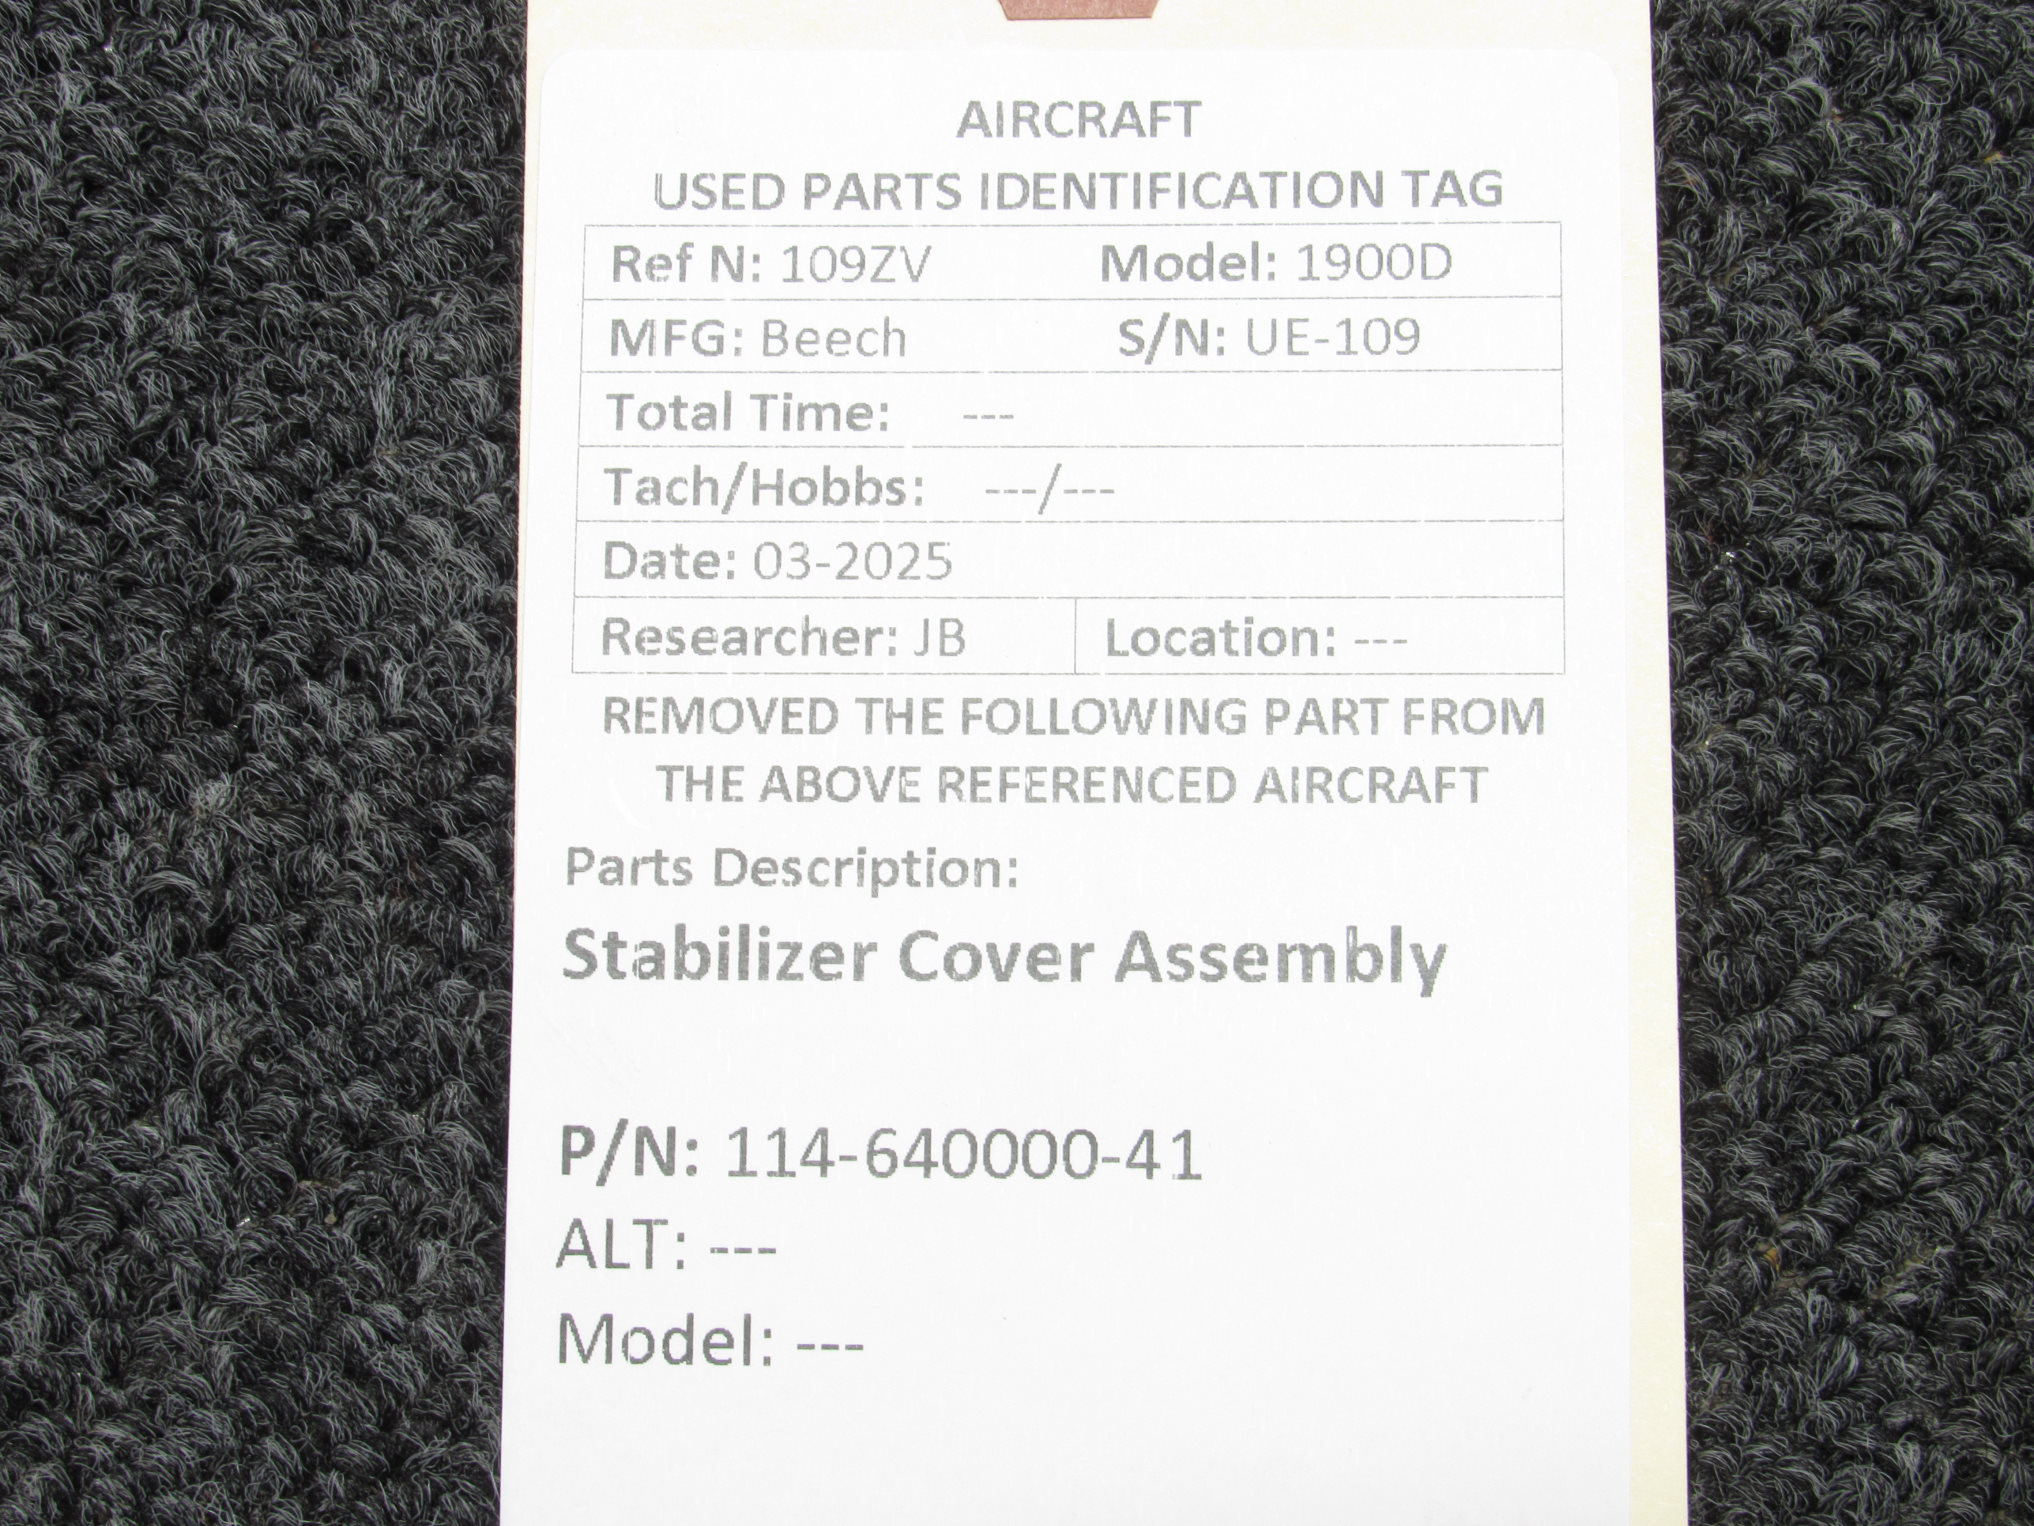 AIRCRAFT
USED PARTS IDENTIFICATION TAG
Ref N: 109ZV Model: 1900D
MFG: Beech S/N: UE-109
Total Time: ---
Tach/Hobbs: ---/---
Date: 03-2025
Researcher: JB Location: ---
REMOVED THE FOLLOWING PART FROM
THE ABOVE REFERENCED AIRCRAFT
Parts Description:
Stabilizer Cover Assembly
P/N: 114-640000-41
ALT: ---
Model: ---